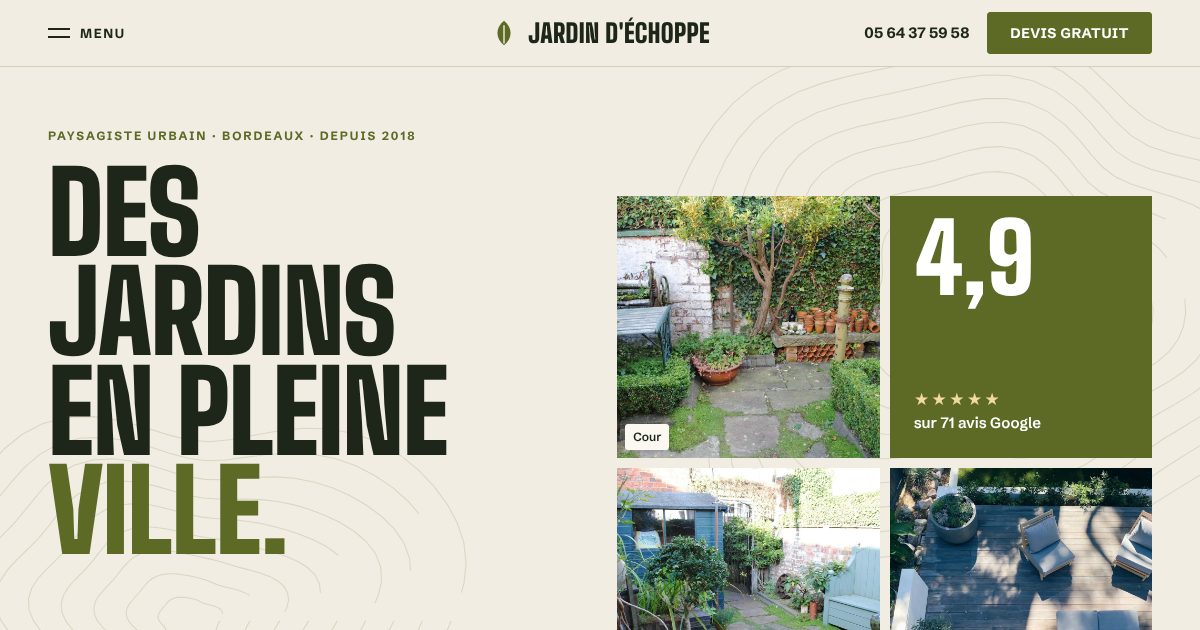 MENU
JARDIN D'ÉCHOPPE
05 64 37 59 58
DEVIS GRATUIT
PAYSAGISTE URBAIN · BORDEAUX · DEPUIS 2018
DES
JARDINS
EN PLEINE
VILLE.
4,9
★★★★★
sur 71 avis Google
Cour